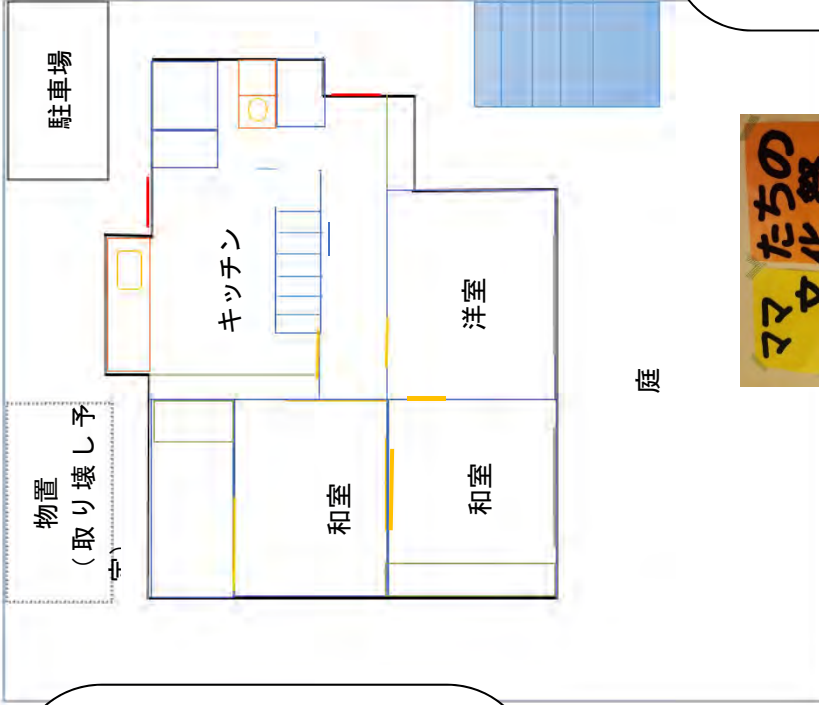 駐車場
キッチン
洋室
和室
和室
庭
物置
（取り壊し予
たちの
ママ